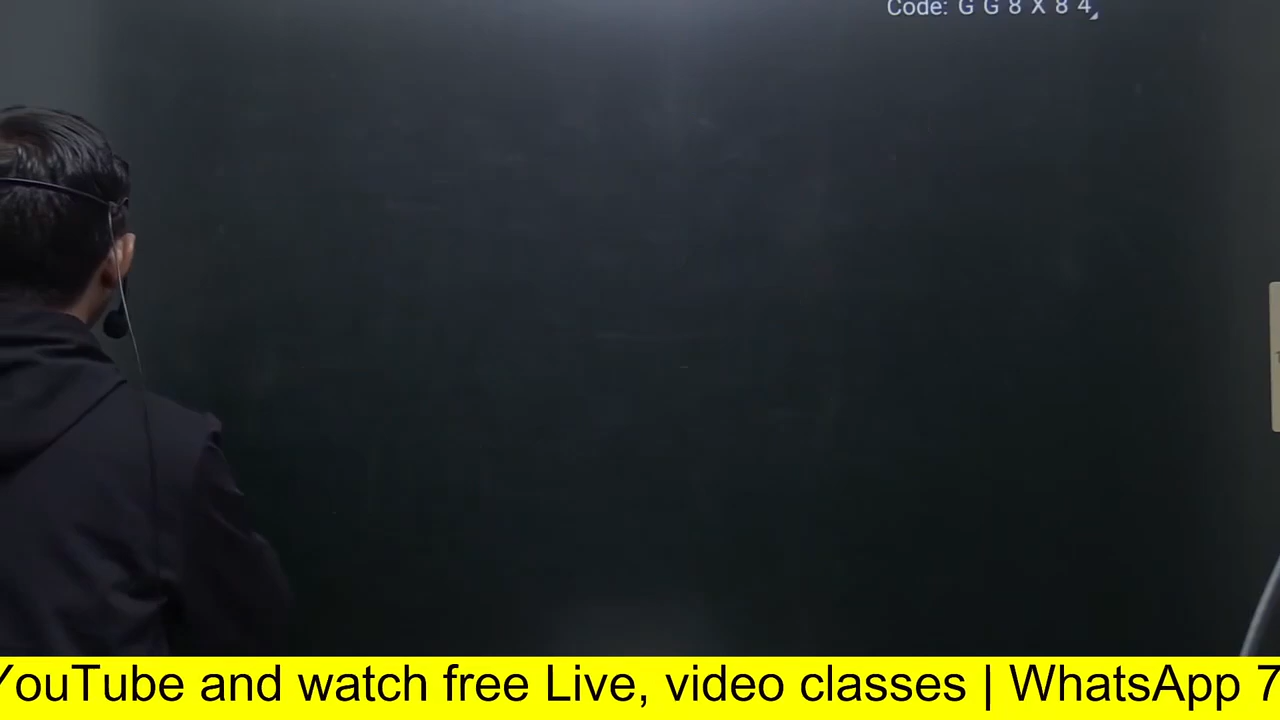 Code: G G 8 X 8 4
YouTube and watch free Live, video classes | WhatsApp 7